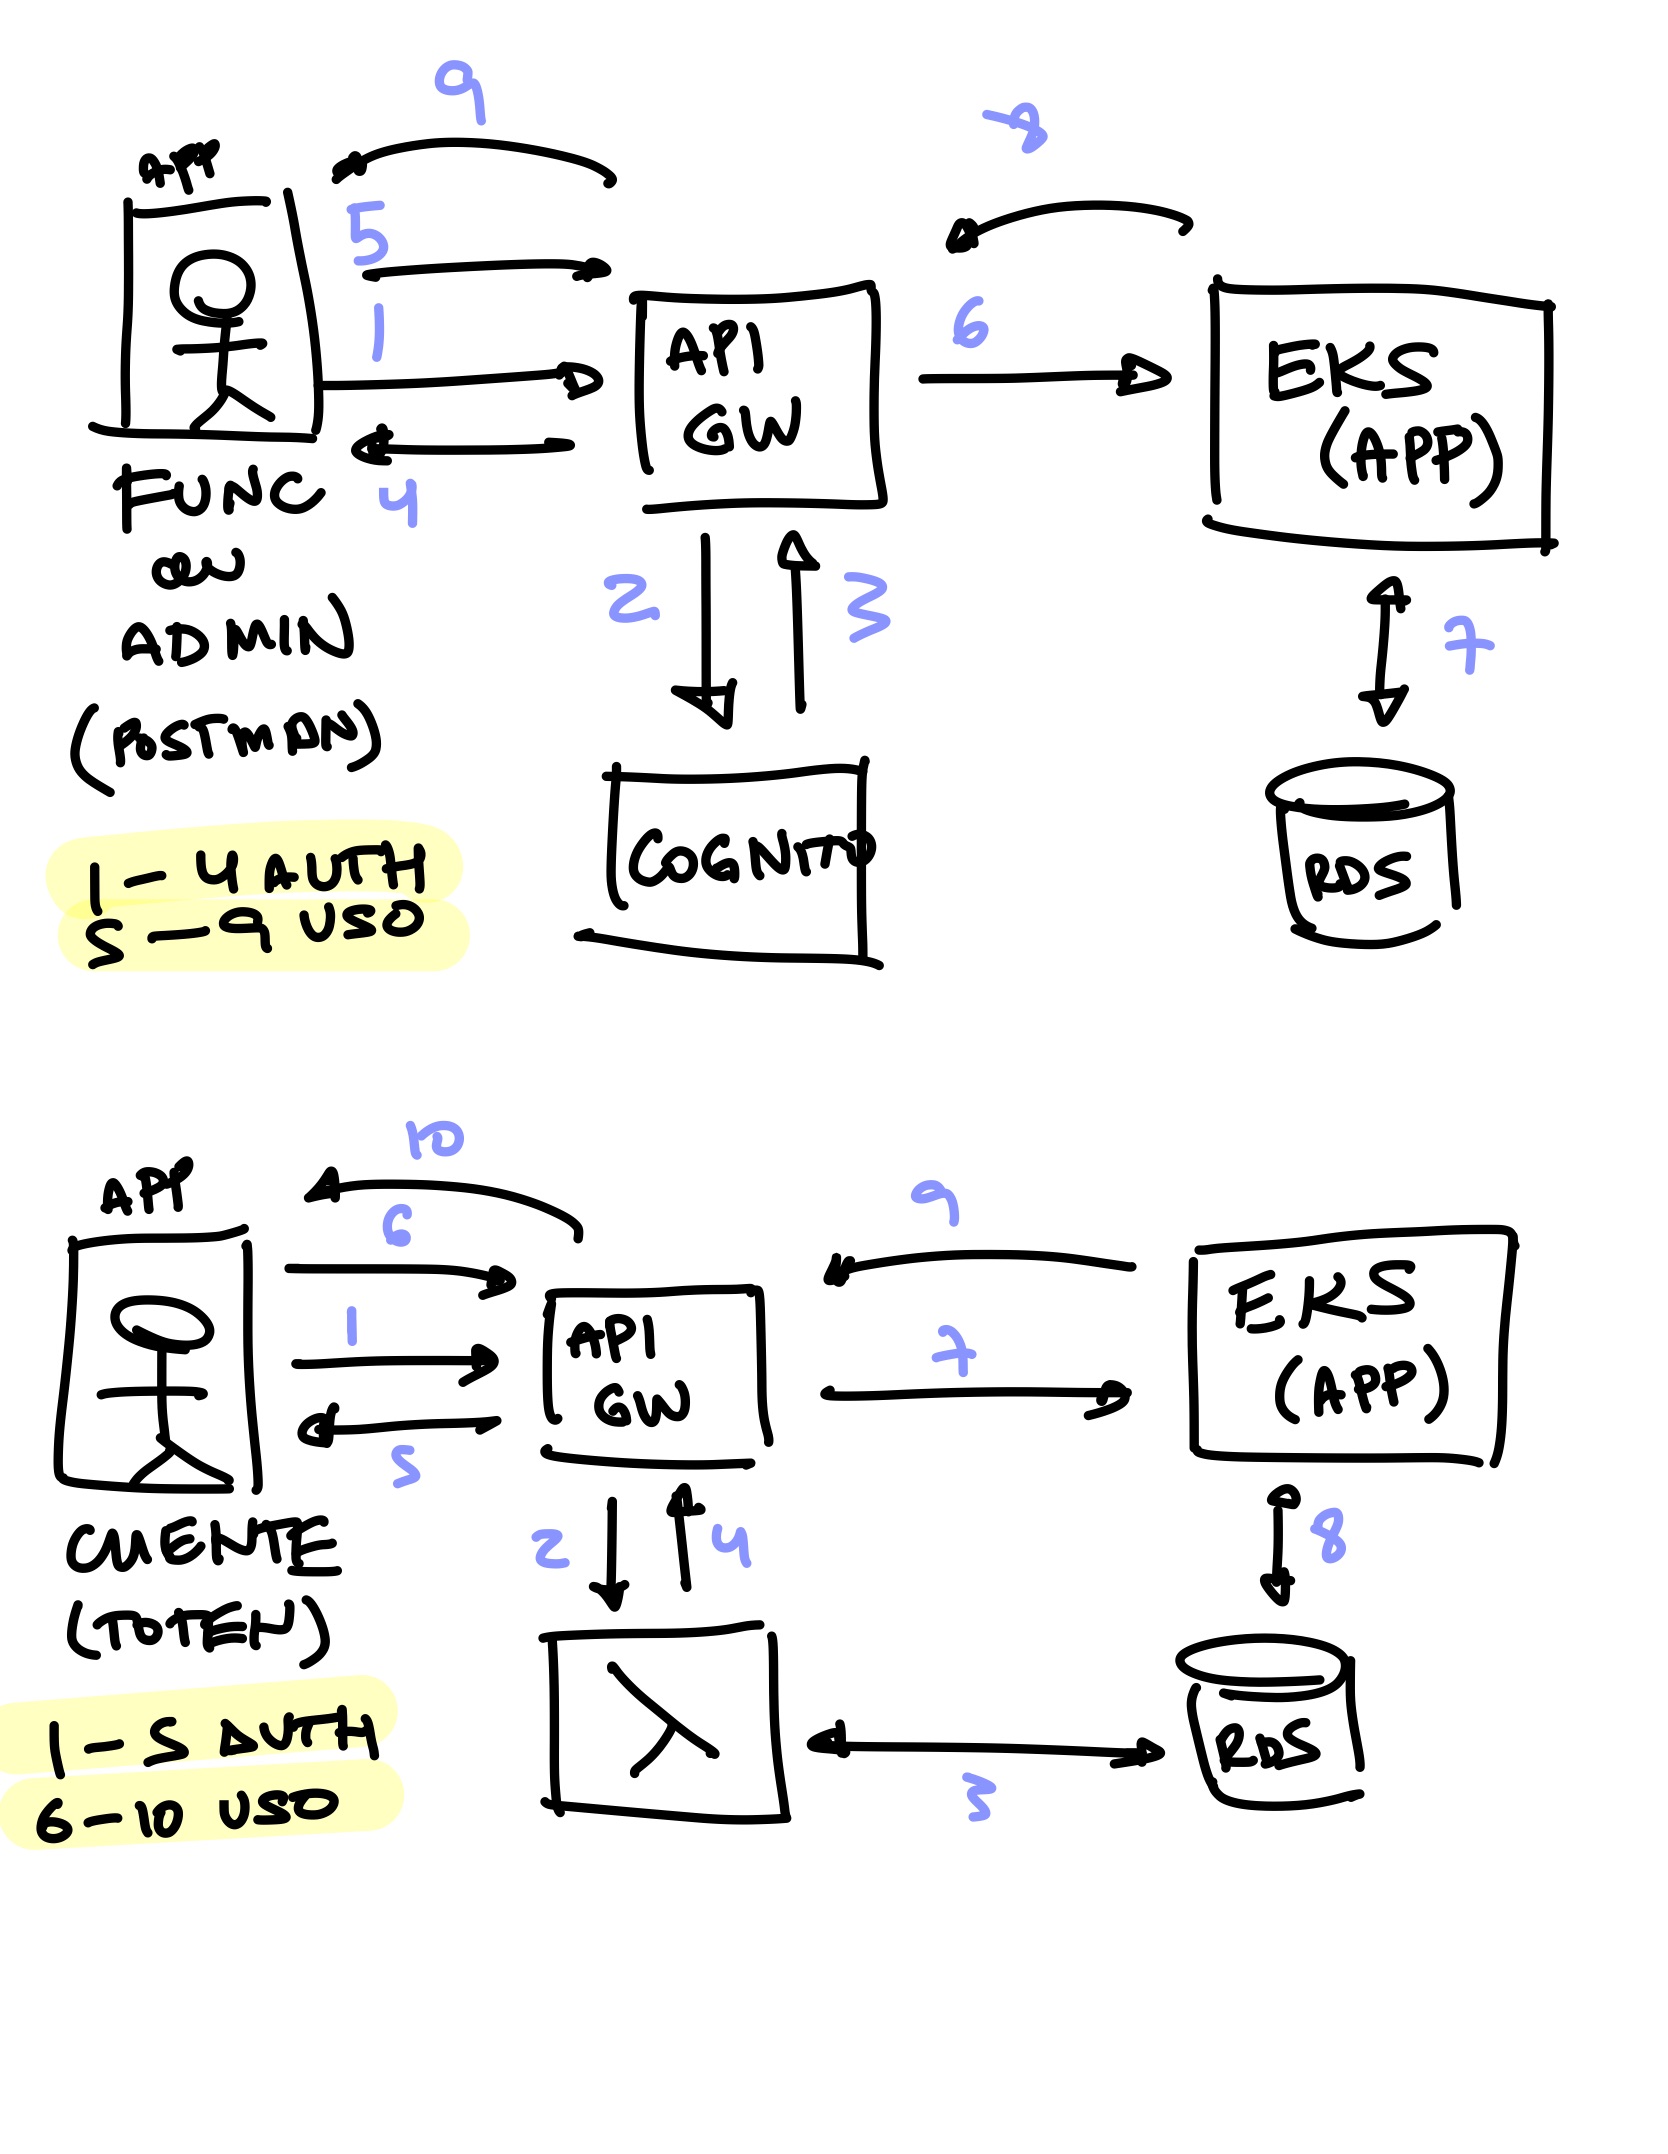 9
8
APP
5
1
6
API
GW
EKS
(APP)
4
FUNC
ou
ADMIN
(POSTMAN)
2
3
7
COGNITO
RDS
1 - 4 AUTH
5 - 9 USO
10
APP
6
9
1
API
GW
7
EKS
(APP)
5
CLIENTE
(TOTEN)
2
4
8
RDS
3
1 - 5 AUTH
6 - 10 USO